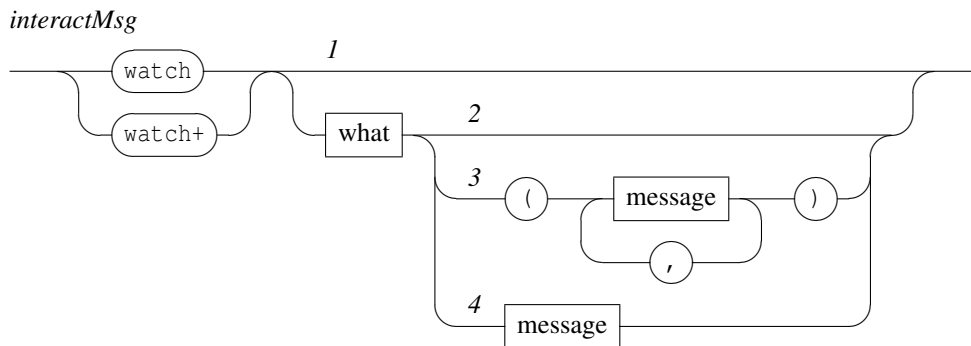 interactMsg
1
watch
watch+
what
2
3 ( message )
,
4 message